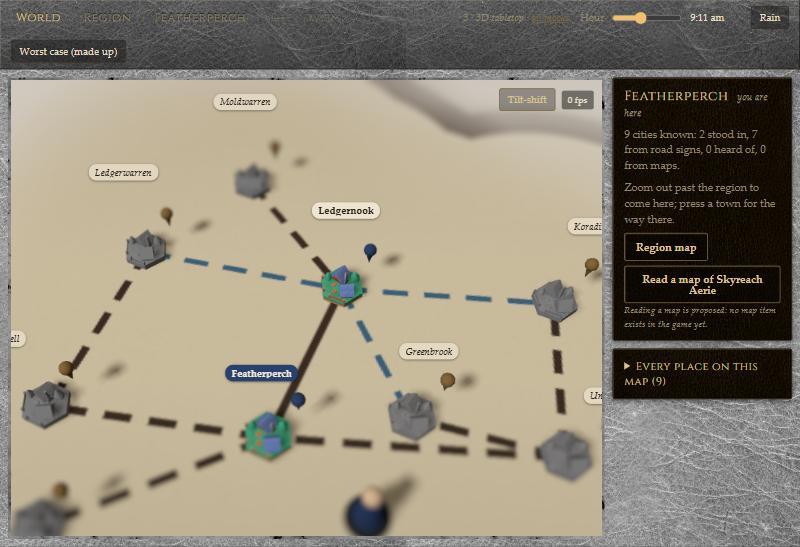 World Region Featherperch
3 · 3D tabletop
Hour 9:11 am Rain
Worst case (made up)
Tilt-shift 0 fps
Moldwarren
Ledgerwarren
Ledgernook
Koradi
ell
Greenbrook
Featherperch
Un
Featherperch you are
here
9 cities known: 2 stood in, 7
from road signs, 0 heard of, 0
from maps.
Zoom out past the region to
come here; press a town for the
way there.
Region map
Read a map of Skyreach
Aerie
Reading a map is proposed: no map item
exists in the game yet.
▶ Every place on this
map (9)